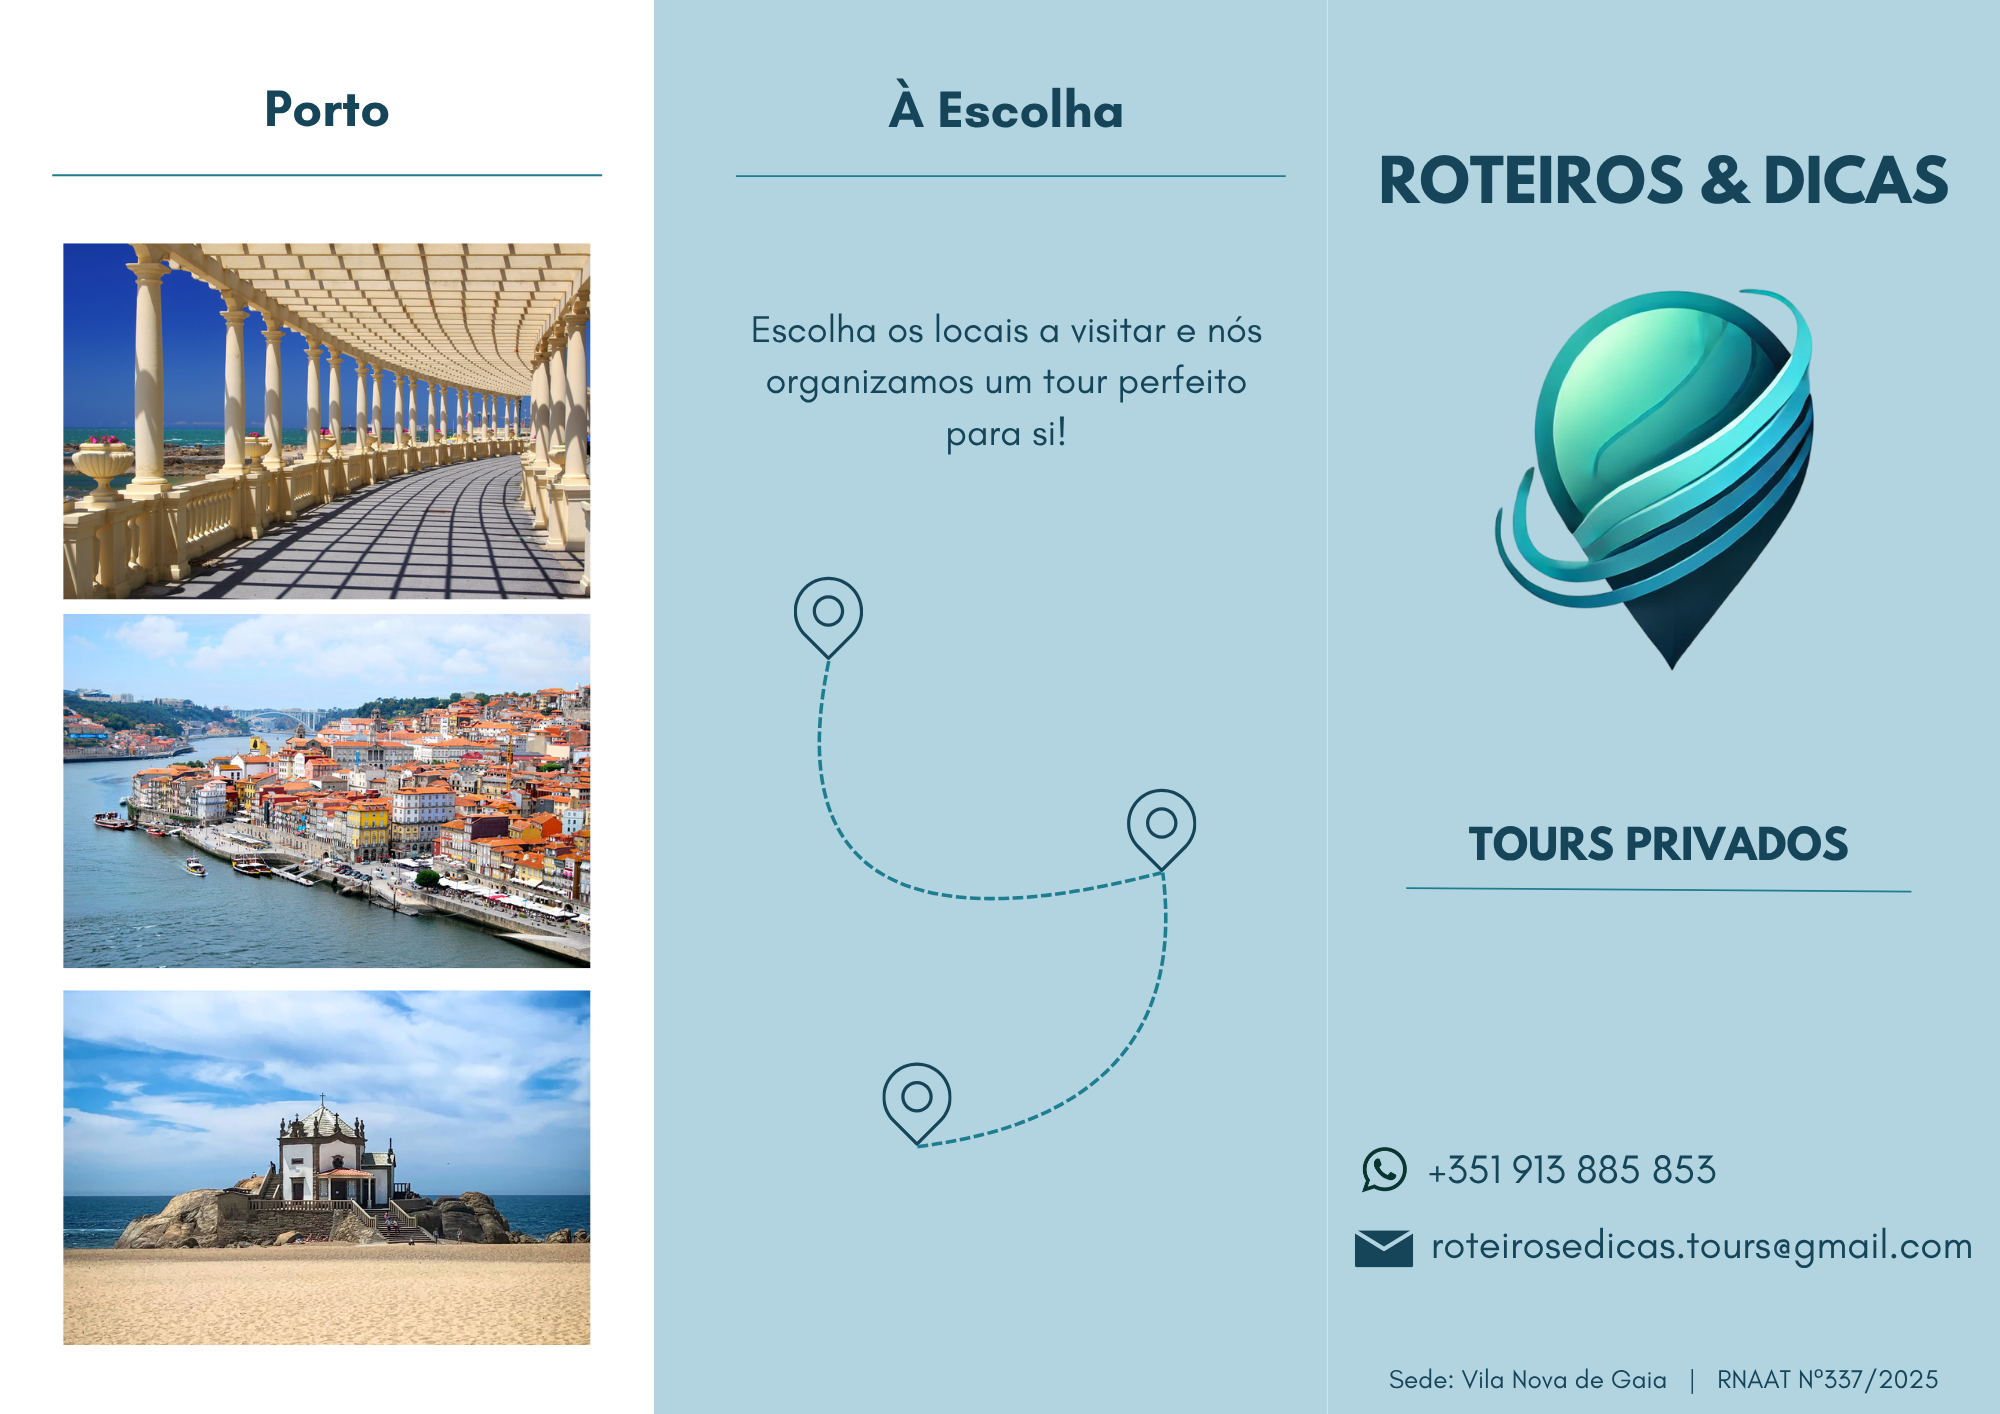 Porto
À Escolha
Escolha os locais a visitar e nós
organizamos um tour perfeito
para si!
ROTEIROS & DICAS
TOURS PRIVADOS
+351 913 885 853
roteirosedicas.tours@gmail.com
Sede: Vila Nova de Gaia | RNAAT Nº337/2025